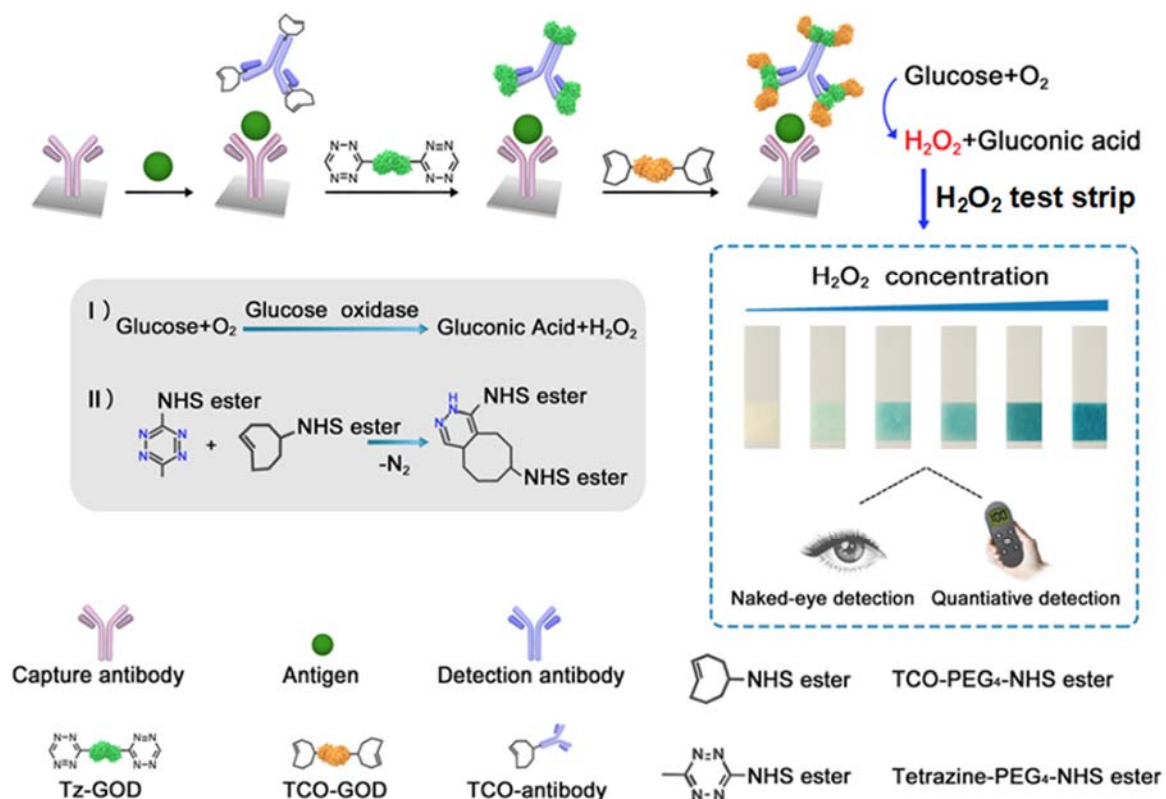 Glucose+O₂
H₂O₂+Gluconic acid
H₂O₂ test strip
N=N
N=N
N=N
N=N
H₂O₂ concentration
I)
Glucose+O₂
Glucose oxidase
Gluconic Acid+H₂O₂
II)
NHS ester
N N
N N
+
NHS ester
-N₂
H
N
N
NHS ester
NHS ester
100
Naked-eye detection
Quantiative detection
Capture antibody
Antigen
Detection antibody
NHS ester
TCO-PEG₄-NHS ester
N-N
N=N
N-N
N=N
Tz-GOD
TCO-GOD
TCO-antibody
N=N
N=N
NHS ester
Tetrazine-PEG₄-NHS ester